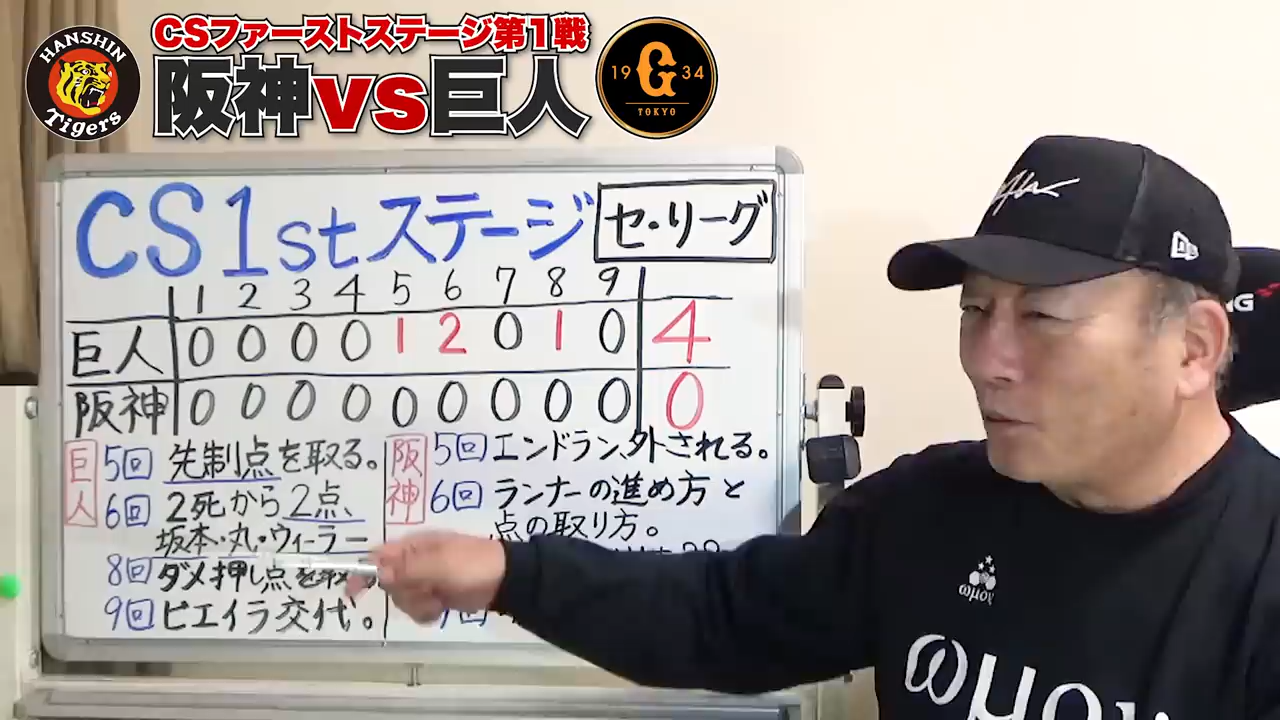 CSファーストステージ第1戦
HANSHIN Tigers
阪神vs巨人
19 G 34
TOKYO
CS1stステージ セ・リーグ
1 2 3 4 5 6 7 8 9
巨人 0 0 0 0 1 2 0 1 0 4
阪神 0 0 0 0 0 0 0 0 0 0
巨人
5回 先制点を取る。
6回 2死から2点、
坂本・丸・ウィーラー
8回 ダメ押し点を取る
9回 ビエイラ交代。
阪神
5回 エンドラン、外される。
6回 ランナーの進め方と
点の取り方。
ωμογ
ωμογ